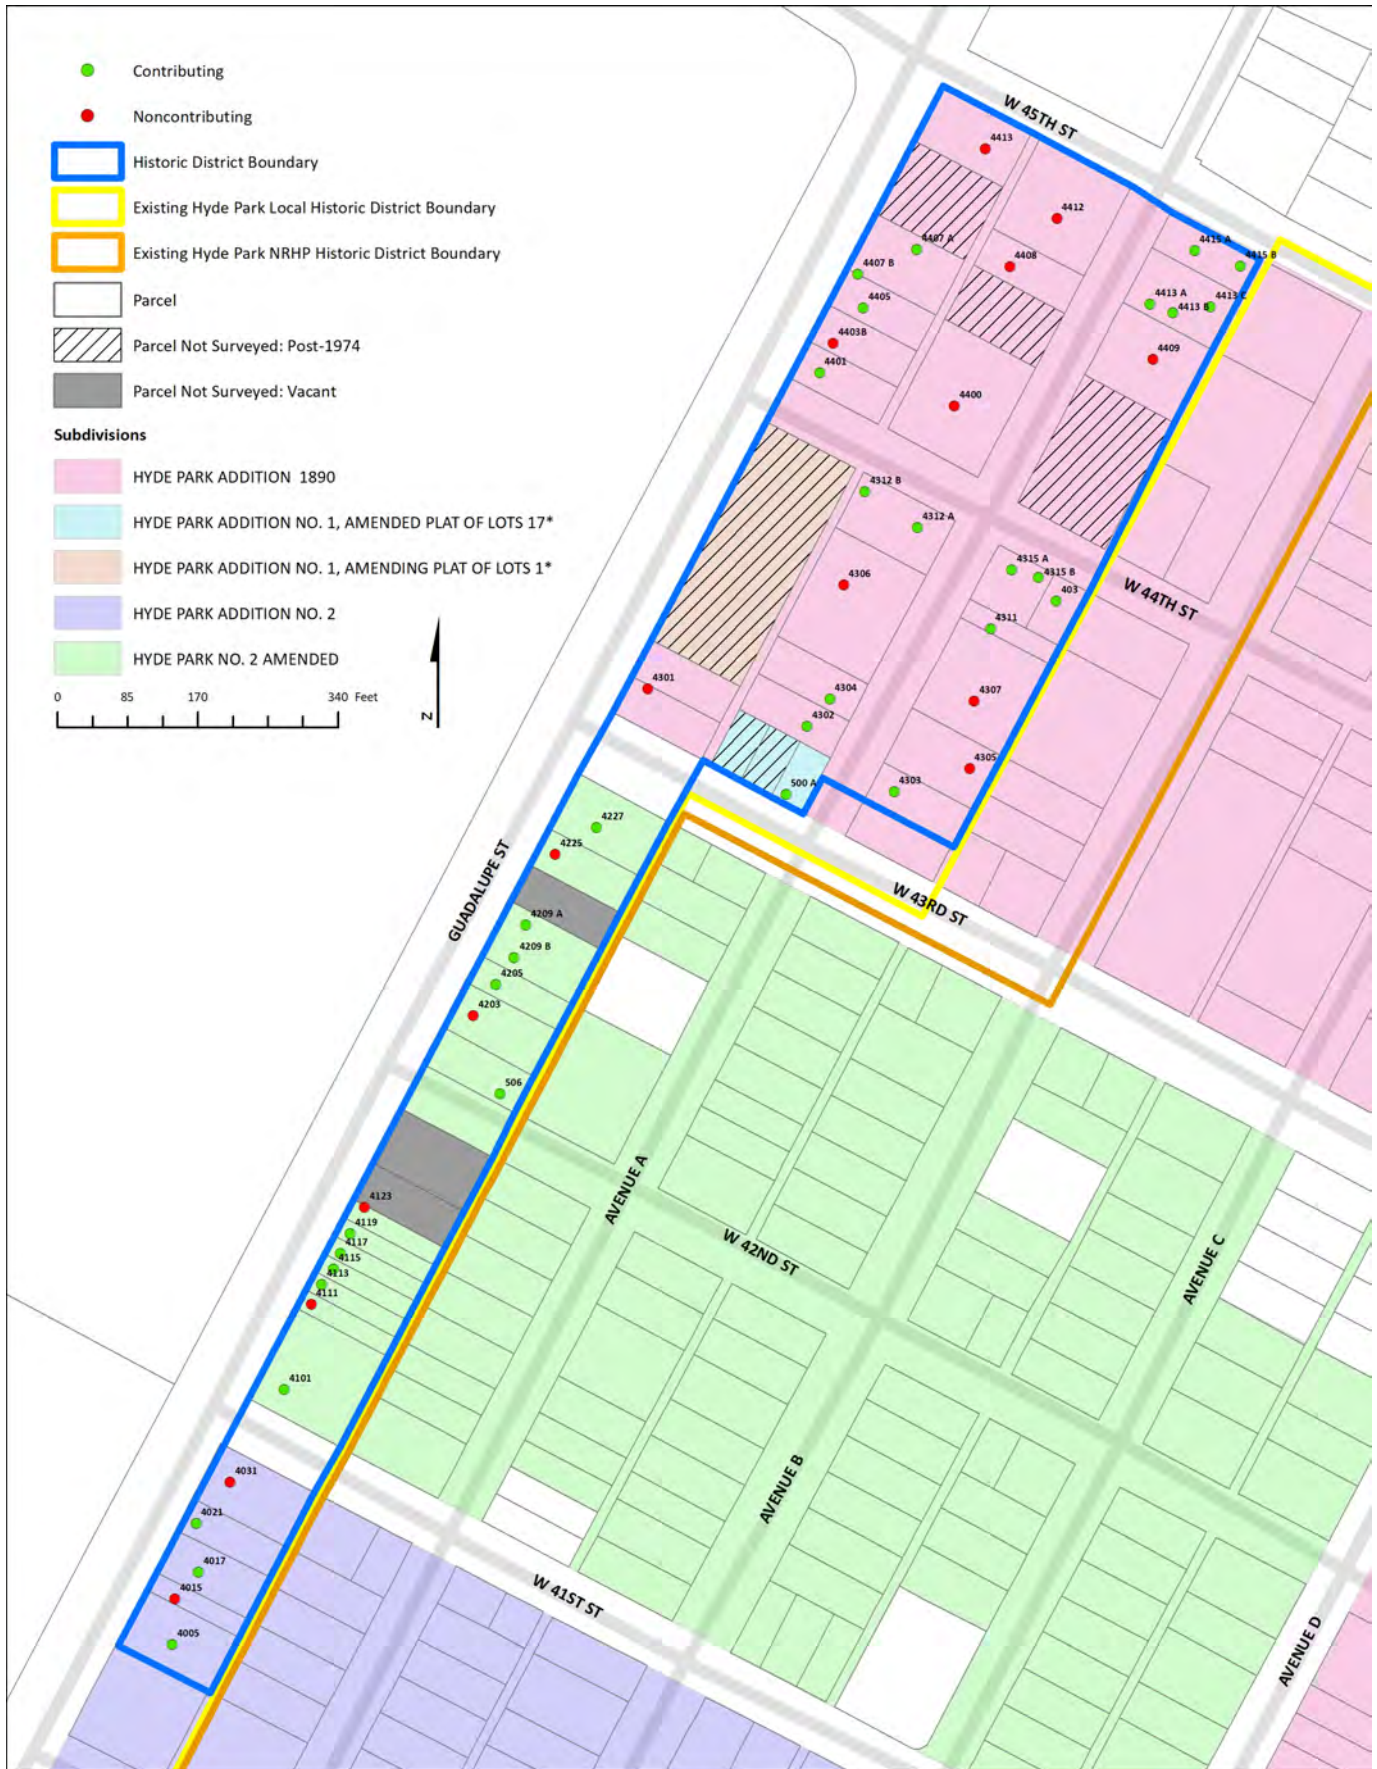 Contributing
Noncontributing
Historic District Boundary
Existing Hyde Park Local Historic District Boundary
Existing Hyde Park NRHP Historic District Boundary
Parcel
Parcel Not Surveyed: Post-1974
Parcel Not Surveyed: Vacant
Subdivisions
HYDE PARK ADDITION 1890
HYDE PARK ADDITION NO. 1, AMENDED PLAT OF LOTS 17*
HYDE PARK ADDITION NO. 1, AMENDING PLAT OF LOTS 1*
HYDE PARK ADDITION NO. 2
HYDE PARK NO. 2 AMENDED
0 85 170 340 Feet
N
W 45TH ST
4413
4412
4407 A
4408
4407 B
4405
4403B
4401
4400
4415 A
4415 B
4413 A
4413 C
4413 B
4409
4312 B
4312 A
4306
4315 A
4315 B
403
4311
W 44TH ST
4301
4304
4302
4307
4305
4303
500 A
4227
4225
GUADALUPE ST
W 43RD ST
4209 A
4209 B
4205
4203
506
4123
4119
4117
4115
4113
4111
AVENUE A
W 42ND ST
AVENUE C
4101
AVENUE B
4031
4021
4017
4015
4005
W 41ST ST
AVENUE D